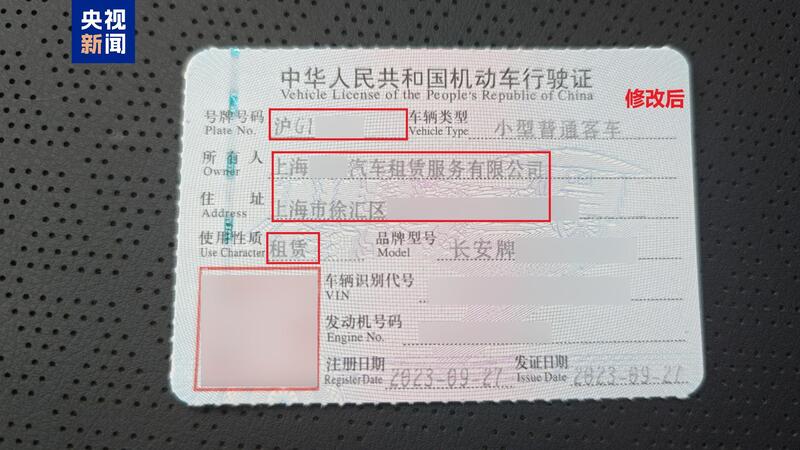 央视
新闻
中华人民共和国机动车行驶证
Vehicle License of the People's Republic of China
修改后
号牌号码 沪G1 车辆类型 小型普通客车
Plate No. Vehicle Type
所有人 上海 汽车租赁服务有限公司
Owner
住址 上海市徐汇区
Address
使用性质 租赁 品牌型号 长安牌
Use Character Model
车辆识别代号
VIN
发动机号码
Engine No.
注册日期 2023-09-27 发证日期 2023-09-27
Register Date Issue Date